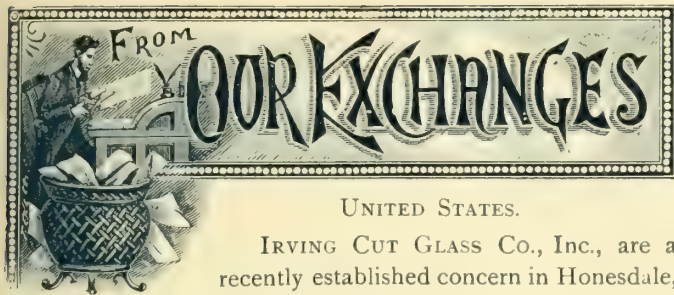 FROM
OUR EXCHANGES
UNITED STATES.
IRVING CUT GLASS CO., Inc., are a
recently established concern in Honesdale,